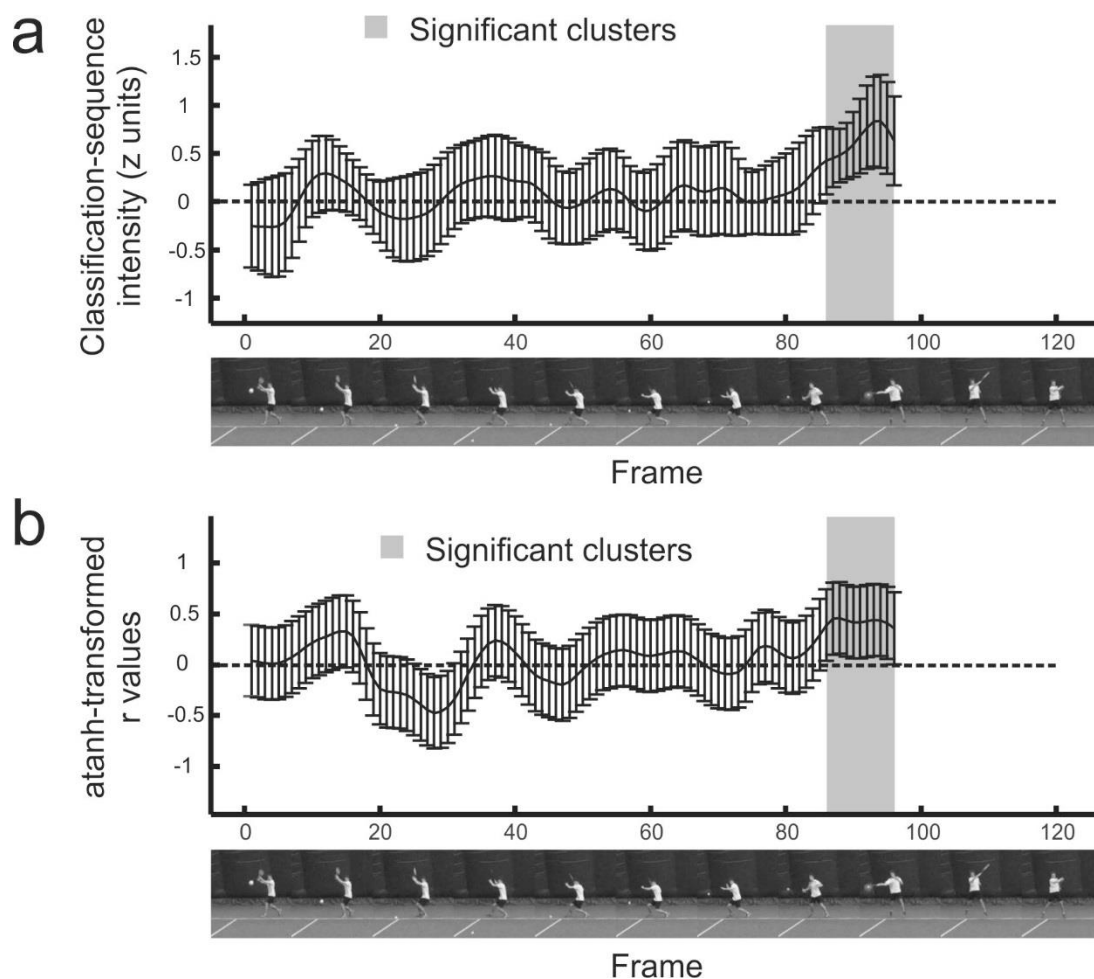 a
Significant clusters
Classification-sequence
intensity (z units)
1.5
1
0.5
0
-0.5
-1
0 20 40 60 80 100 120
Frame
b
Significant clusters
atanh-transformed
r values
1
0.5
0
-0.5
-1
0 20 40 60 80 100 120
Frame